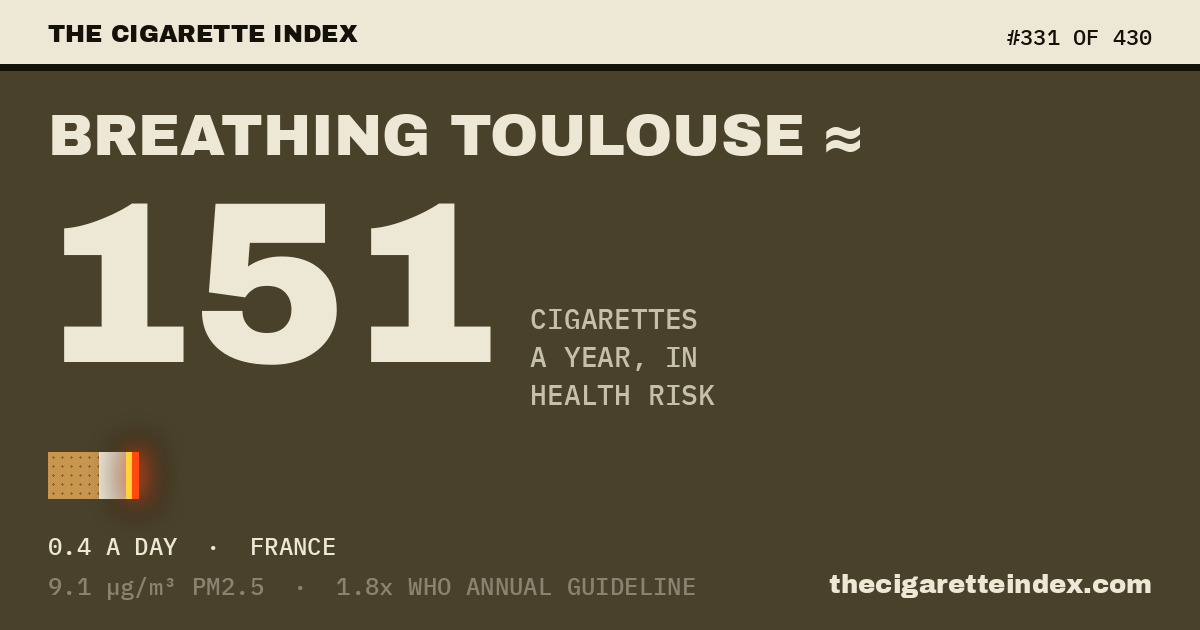 THE CIGARETTE INDEX
#331 OF 430
BREATHING TOULOUSE ≈
151
CIGARETTES
A YEAR, IN
HEALTH RISK
0.4 A DAY · FRANCE
9.1 µg/m³ PM2.5 · 1.8x WHO ANNUAL GUIDELINE
thecigaretteindex.com